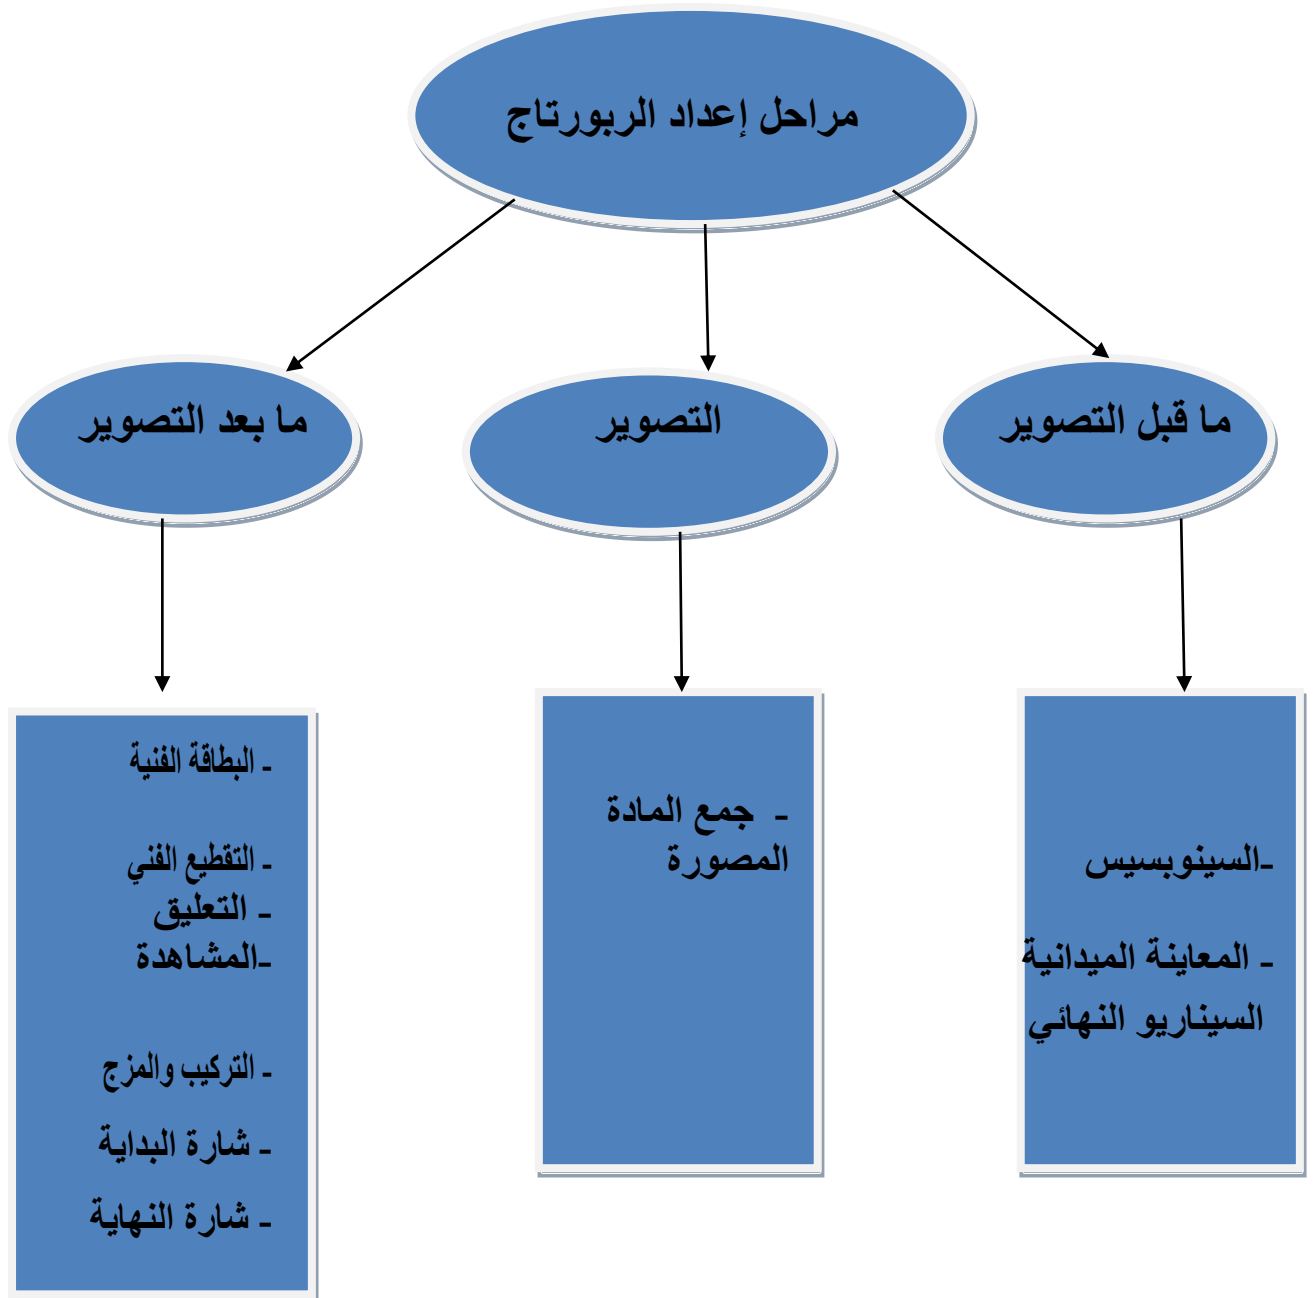 مراحل إعداد الربورتاج
ما قبل التصوير
التصوير
ما بعد التصوير
-السينوبسيس
- المعاينة الميدانية
السيناريو النهائي
- جمع المادة
المصورة
- البطاقة الفنية
- التقطيع الفني
- التعليق
-المشاهدة
- التركيب والمزج
- شارة البداية
- شارة النهاية